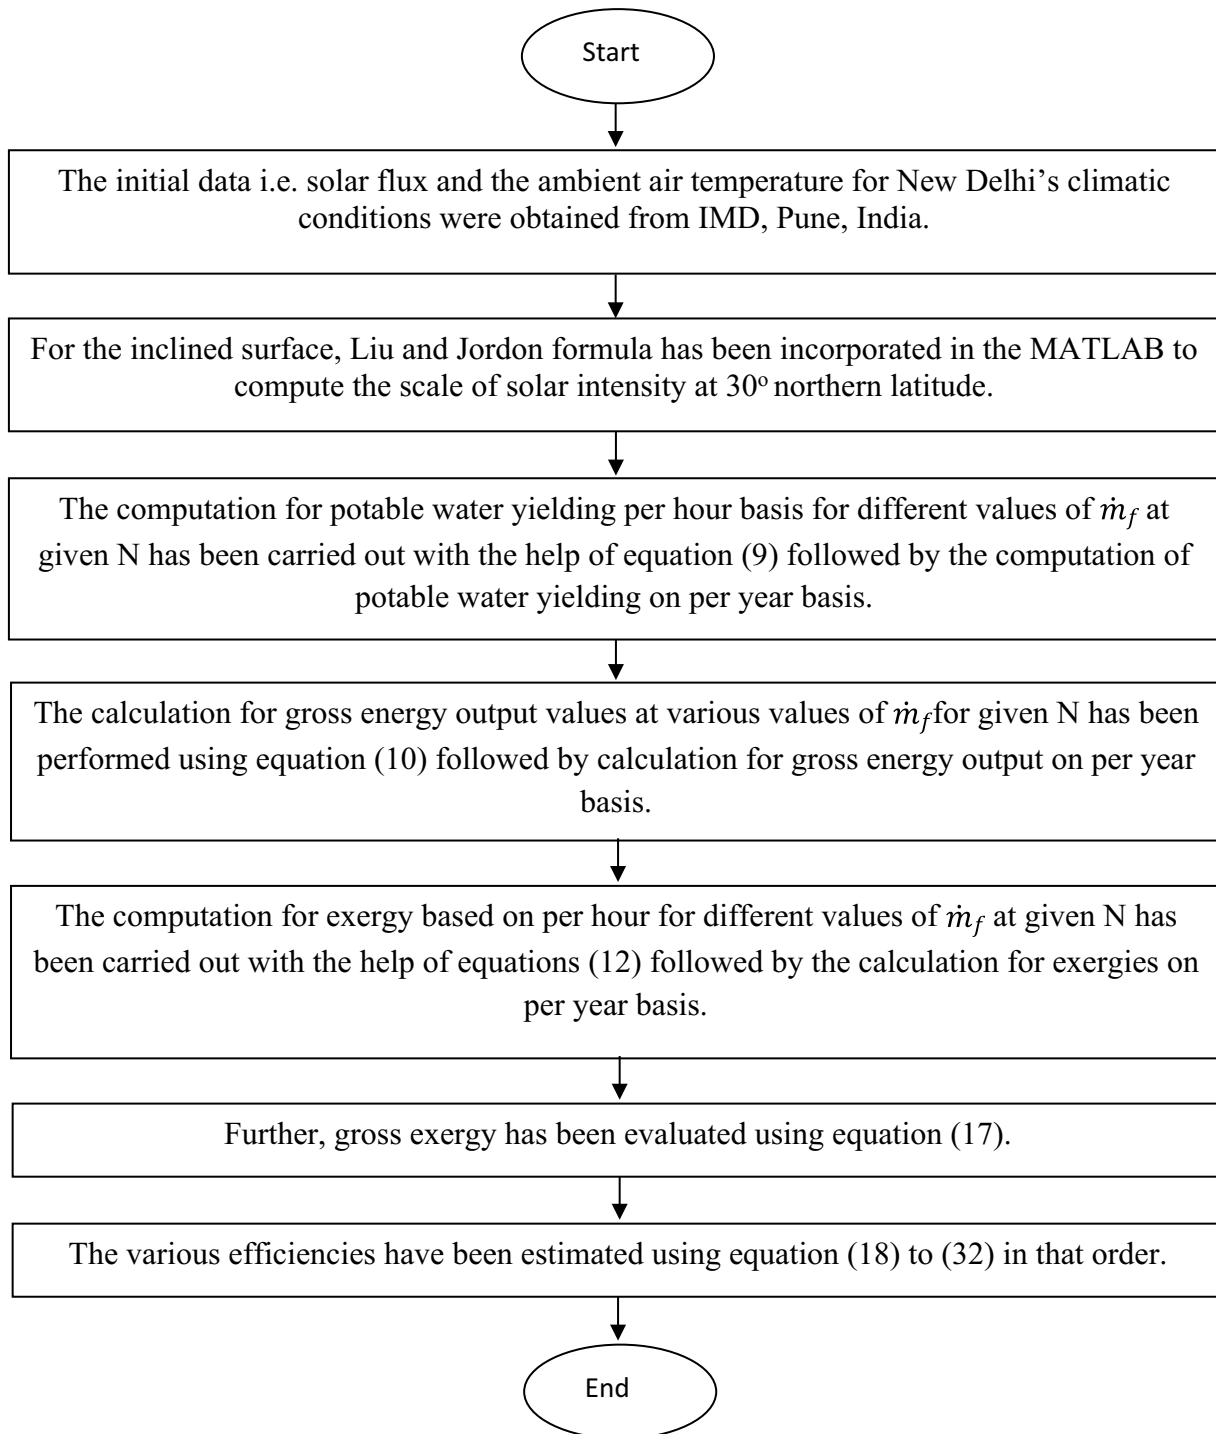 Start
The initial data i.e. solar flux and the ambient air temperature for New Delhi’s climatic
conditions were obtained from IMD, Pune, India.
For the inclined surface, Liu and Jordon formula has been incorporated in the MATLAB to
compute the scale of solar intensity at 30º northern latitude.
The computation for potable water yielding per hour basis for different values of ṁ_f at
given N has been carried out with the help of equation (9) followed by the computation of
potable water yielding on per year basis.
The calculation for gross energy output values at various values of ṁ_f for given N has been
performed using equation (10) followed by calculation for gross energy output on per year
basis.
The computation for exergy based on per hour for different values of ṁ_f at given N has
been carried out with the help of equations (12) followed by the calculation for exergies on
per year basis.
Further, gross exergy has been evaluated using equation (17).
The various efficiencies have been estimated using equation (18) to (32) in that order.
End